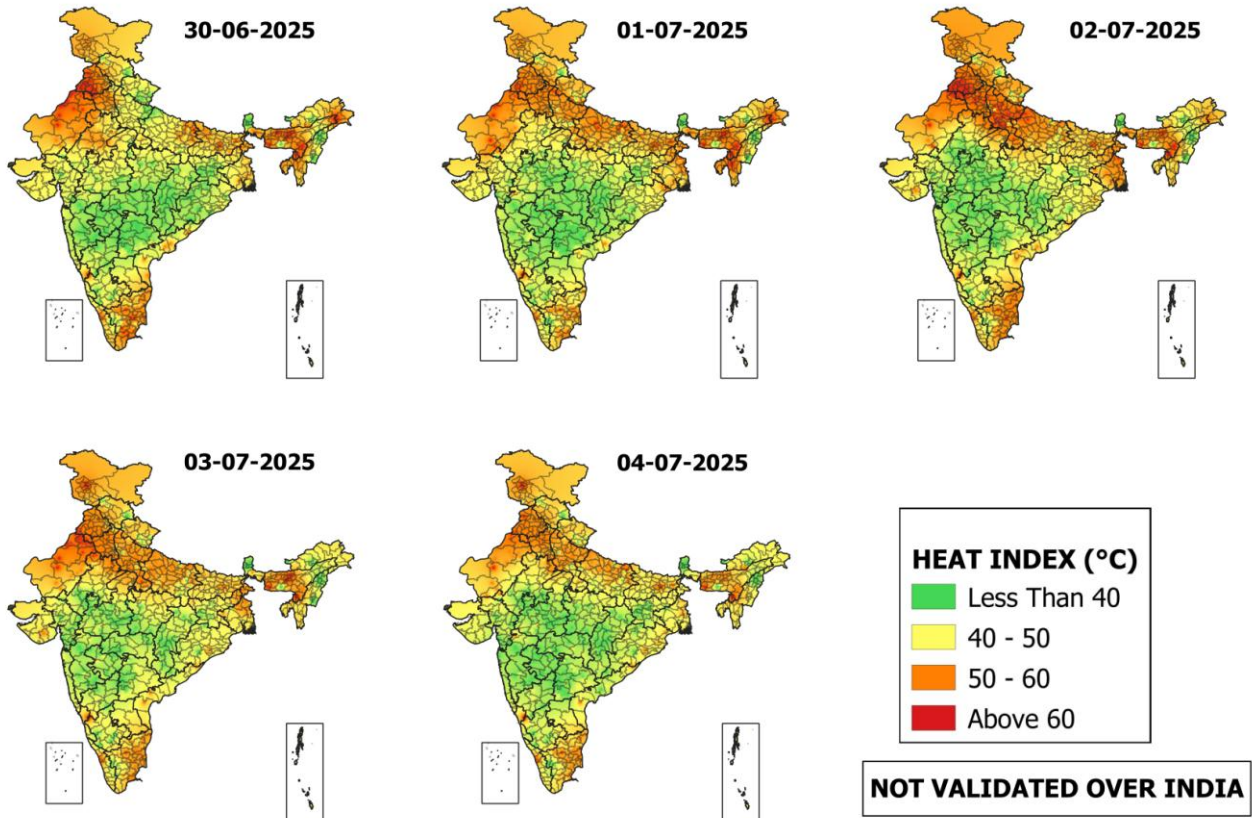 30-06-2025
01-07-2025
02-07-2025
03-07-2025
04-07-2025
HEAT INDEX (°C)
Less Than 40
40 - 50
50 - 60
Above 60
NOT VALIDATED OVER INDIA